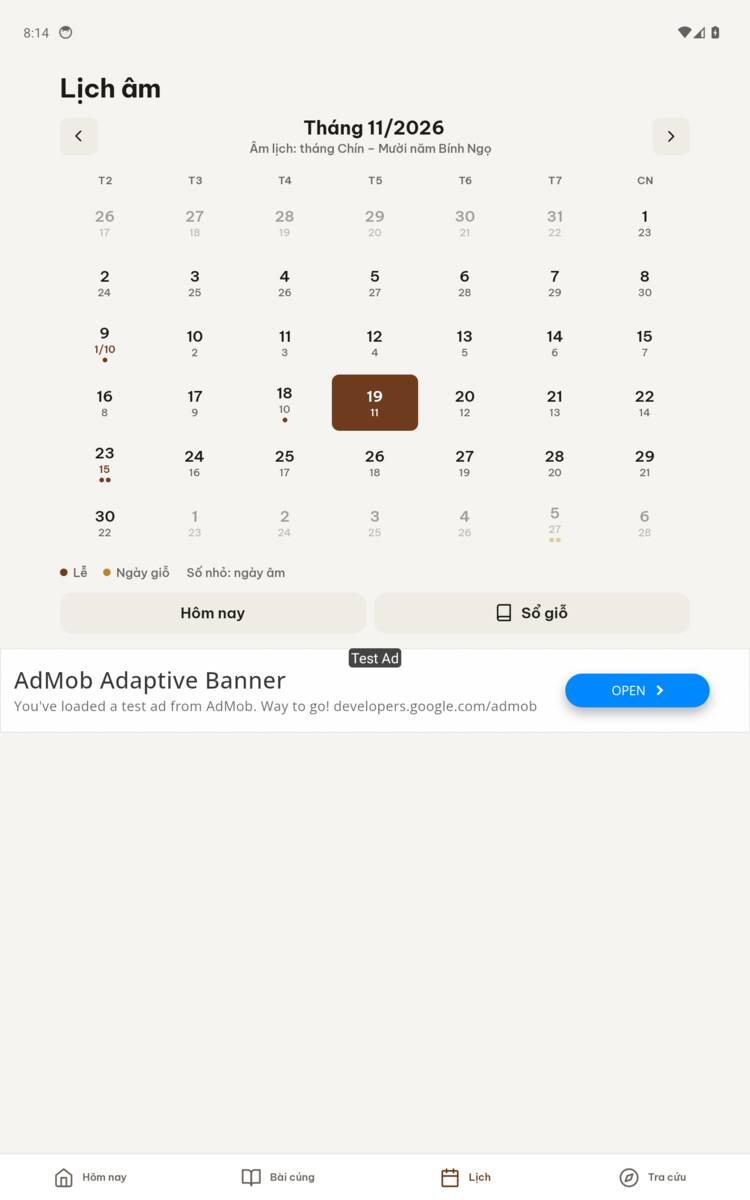 8:14
Lịch âm
Tháng 11/2026
Âm lịch: tháng Chín – Mười năm Bính Ngọ
T2 T3 T4 T5 T6 T7 CN
26 27 28 29 30 31 1
17 18 19 20 21 22 23
2 3 4 5 6 7 8
24 25 26 27 28 29 30
9 10 11 12 13 14 15
1/10 2 3 4 5 6 7
16 17 18 19 20 21 22
8 9 10 11 12 13 14
23 24 25 26 27 28 29
15 16 17 18 19 20 21
30 1 2 3 4 5 6
22 23 24 25 26 27 28
Lễ Ngày giỗ Số nhỏ: ngày âm
Hôm nay Sổ giỗ
Test Ad
AdMob Adaptive Banner
You've loaded a test ad from AdMob. Way to go! developers.google.com/admob
OPEN
Hôm nay Bài cúng Lịch Tra cứu